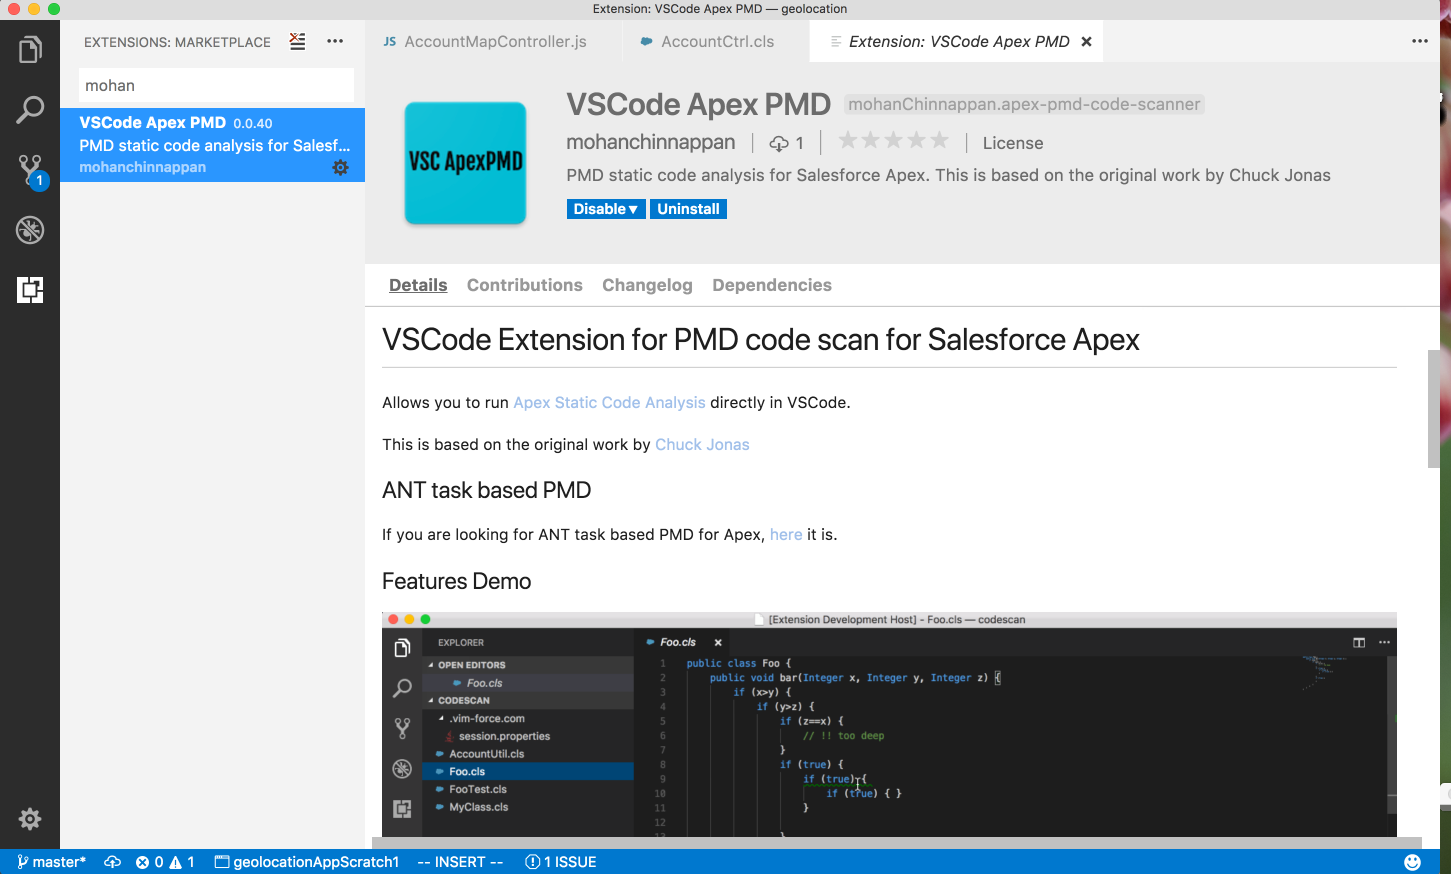 Extension: VSCode Apex PMD — geolocation
EXTENSIONS: MARKETPLACE
mohan
VSCode Apex PMD 0.0.40
PMD static code analysis for Salesf...
mohanchinnappan
JS AccountMapController.js
AccountCtrl.cls
Extension: VSCode Apex PMD
VSC ApexPMD
VSCode Apex PMD mohanChinnappan.apex-pmd-code-scanner
mohanchinnappan 1 License
PMD static code analysis for Salesforce Apex. This is based on the original work by Chuck Jonas
Disable Uninstall
Details Contributions Changelog Dependencies
VSCode Extension for PMD code scan for Salesforce Apex
Allows you to run Apex Static Code Analysis directly in VSCode.
This is based on the original work by Chuck Jonas
ANT task based PMD
If you are looking for ANT task based PMD for Apex, here it is.
Features Demo
[Extension Development Host] - Foo.cls — codescan
EXPLORER
OPEN EDITORS
Foo.cls
CODESCAN
.vim-force.com
session.properties
AccountUtil.cls
Foo.cls
FooTest.cls
MyClass.cls
Foo.cls
1 public class Foo {
2 public void bar(Integer x, Integer y, Integer z) {
3 if (x>y) {
4 if (y>z) {
5 if (z==x) {
6 // !! too deep
7 }
8 if (true) {
9 if (true) {
10 if (true) { }
11 }
12
13 }
1
master* 0 1 geolocationAppScratch1 -- INSERT -- 1 ISSUE